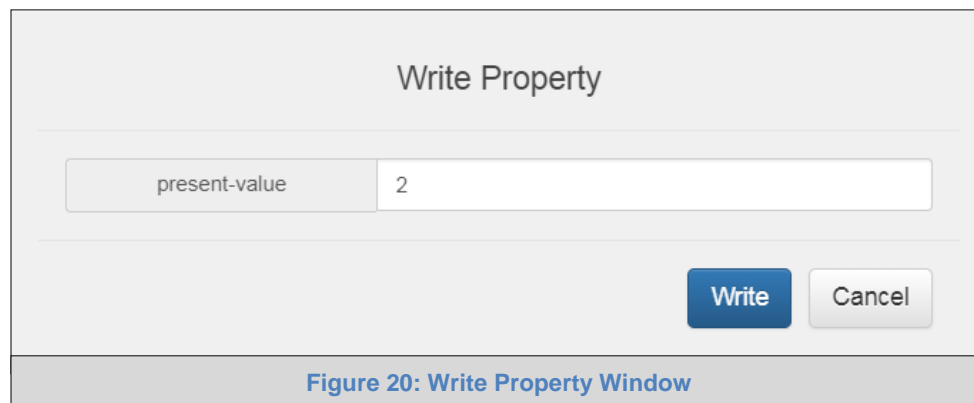 Write Property
present-value 2
Write Cancel
Figure 20: Write Property Window